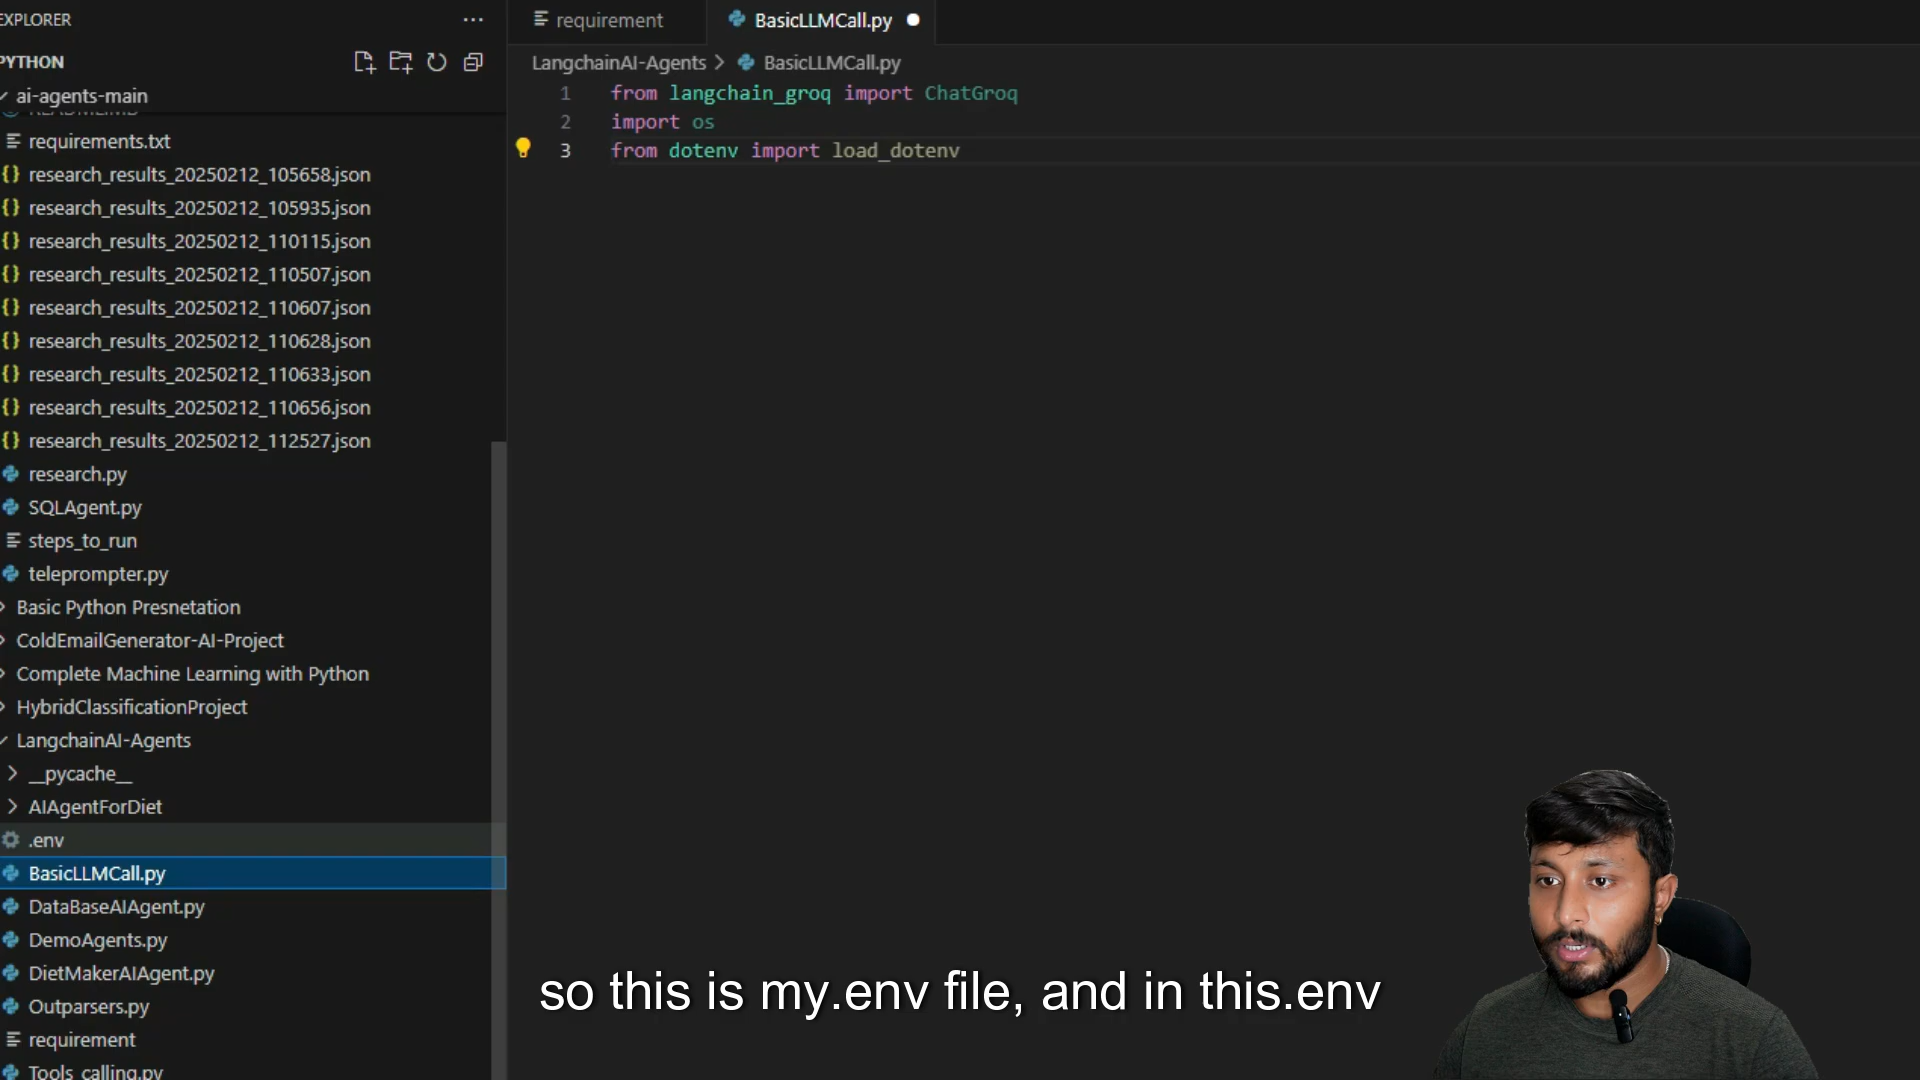 EXPLORER
PYTHON
ai-agents-main
requirements.txt
research_results_20250212_105658.json
research_results_20250212_105935.json
research_results_20250212_110115.json
research_results_20250212_110507.json
research_results_20250212_110607.json
research_results_20250212_110628.json
research_results_20250212_110633.json
research_results_20250212_110656.json
research_results_20250212_112527.json
research.py
SQLAgent.py
steps_to_run
teleprompter.py
Basic Python Presnetation
ColdEmailGenerator-AI-Project
Complete Machine Learning with Python
HybridClassificationProject
LangchainAI-Agents
__pycache__
AIAgentForDiet
.env
BasicLLMCall.py
DataBaseAIAgent.py
DemoAgents.py
DietMakerAIAgent.py
Outparsers.py
requirement
Tools_calling.py
requirement
BasicLLMCall.py
LangchainAI-Agents > BasicLLMCall.py
1 from langchain_groq import ChatGroq
2 import os
3 from dotenv import load_dotenv
so this is my.env file, and in this.env